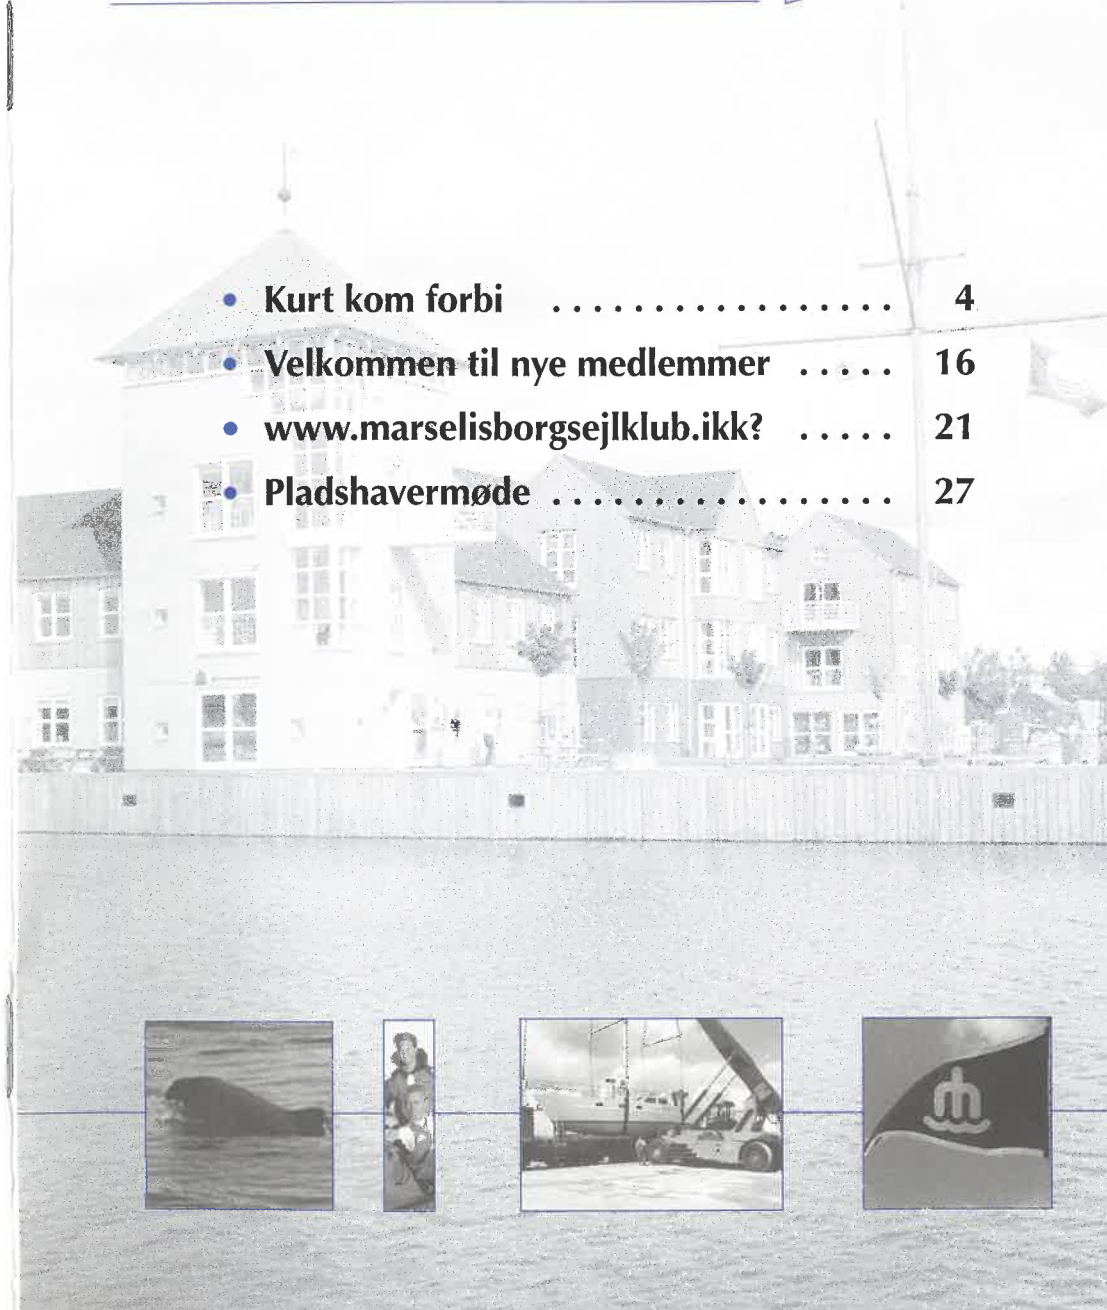 • Kurt kom forbi ................. 4
• Velkommen til nye medlemmer ..... 16
• www.marselisborgsejlklub.ikk? ..... 21
• Pladshavermøde ................. 27